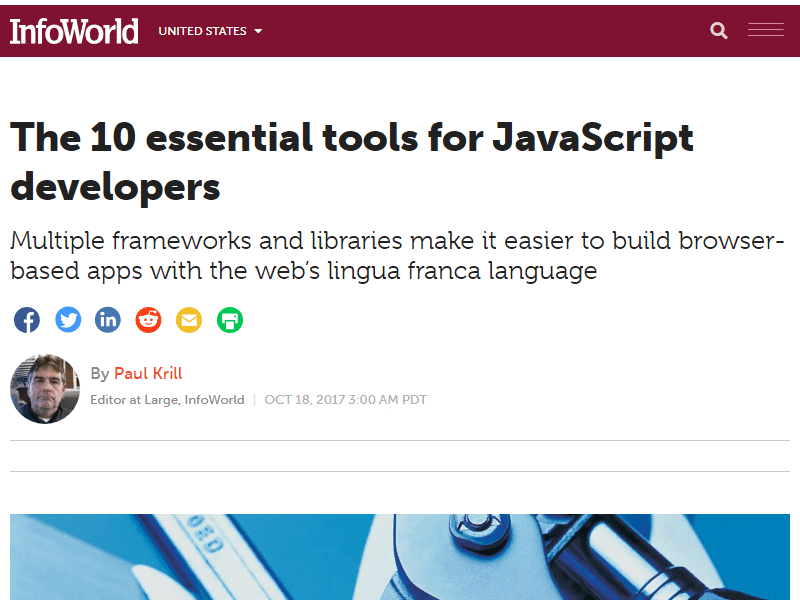 InfoWorld UNITED STATES
The 10 essential tools for JavaScript
developers
Multiple frameworks and libraries make it easier to build browser-
based apps with the web's lingua franca language
By Paul Krill
Editor at Large, InfoWorld | OCT 18, 2017 3:00 AM PDT
080